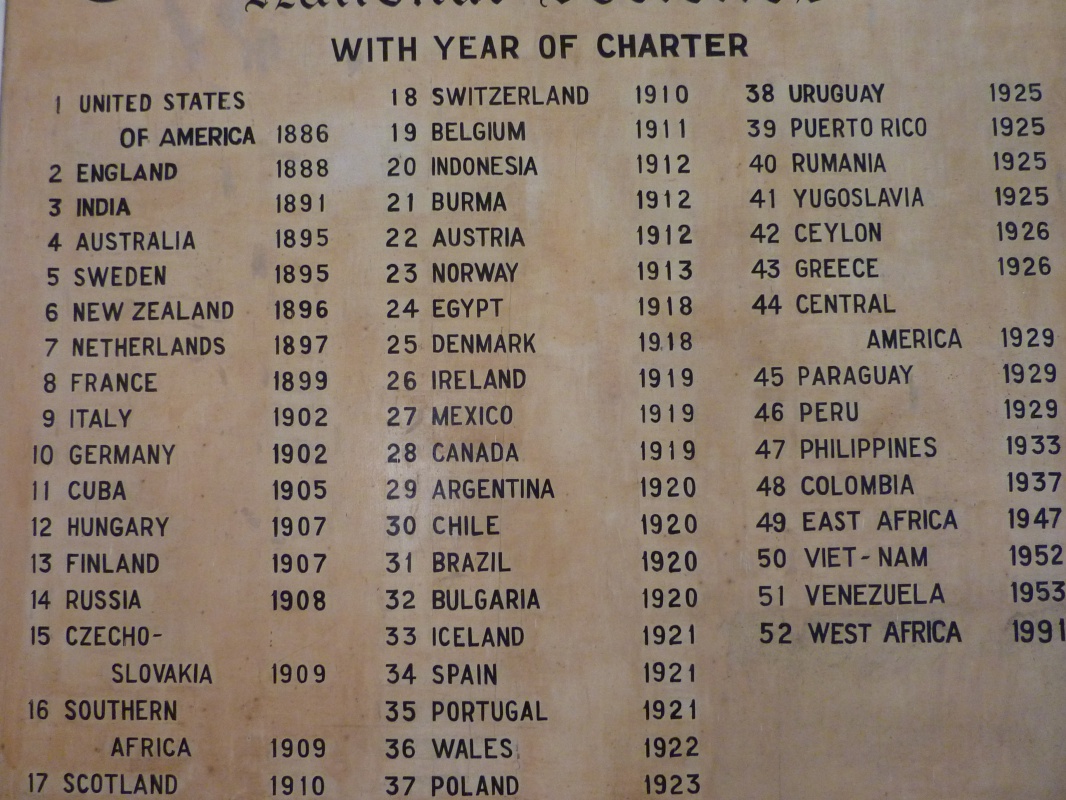 National Societies
WITH YEAR OF CHARTER
1 UNITED STATES
OF AMERICA 1886
2 ENGLAND 1888
3 INDIA 1891
4 AUSTRALIA 1895
5 SWEDEN 1895
6 NEW ZEALAND 1896
7 NETHERLANDS 1897
8 FRANCE 1899
9 ITALY 1902
10 GERMANY 1902
11 CUBA 1905
12 HUNGARY 1907
13 FINLAND 1907
14 RUSSIA 1908
15 CZECHO-
SLOVAKIA 1909
16 SOUTHERN
AFRICA 1909
17 SCOTLAND 1910
18 SWITZERLAND 1910
19 BELGIUM 1911
20 INDONESIA 1912
21 BURMA 1912
22 AUSTRIA 1912
23 NORWAY 1913
24 EGYPT 1918
25 DENMARK 1918
26 IRELAND 1919
27 MEXICO 1919
28 CANADA 1919
29 ARGENTINA 1920
30 CHILE 1920
31 BRAZIL 1920
32 BULGARIA 1920
33 ICELAND 1921
34 SPAIN 1921
35 PORTUGAL 1921
36 WALES 1922
37 POLAND 1923
38 URUGUAY 1925
39 PUERTO RICO 1925
40 RUMANIA 1925
41 YUGOSLAVIA 1925
42 CEYLON 1926
43 GREECE 1926
44 CENTRAL
AMERICA 1929
45 PARAGUAY 1929
46 PERU 1929
47 PHILIPPINES 1933
48 COLOMBIA 1937
49 EAST AFRICA 1947
50 VIET-NAM 1952
51 VENEZUELA 1953
52 WEST AFRICA 1991